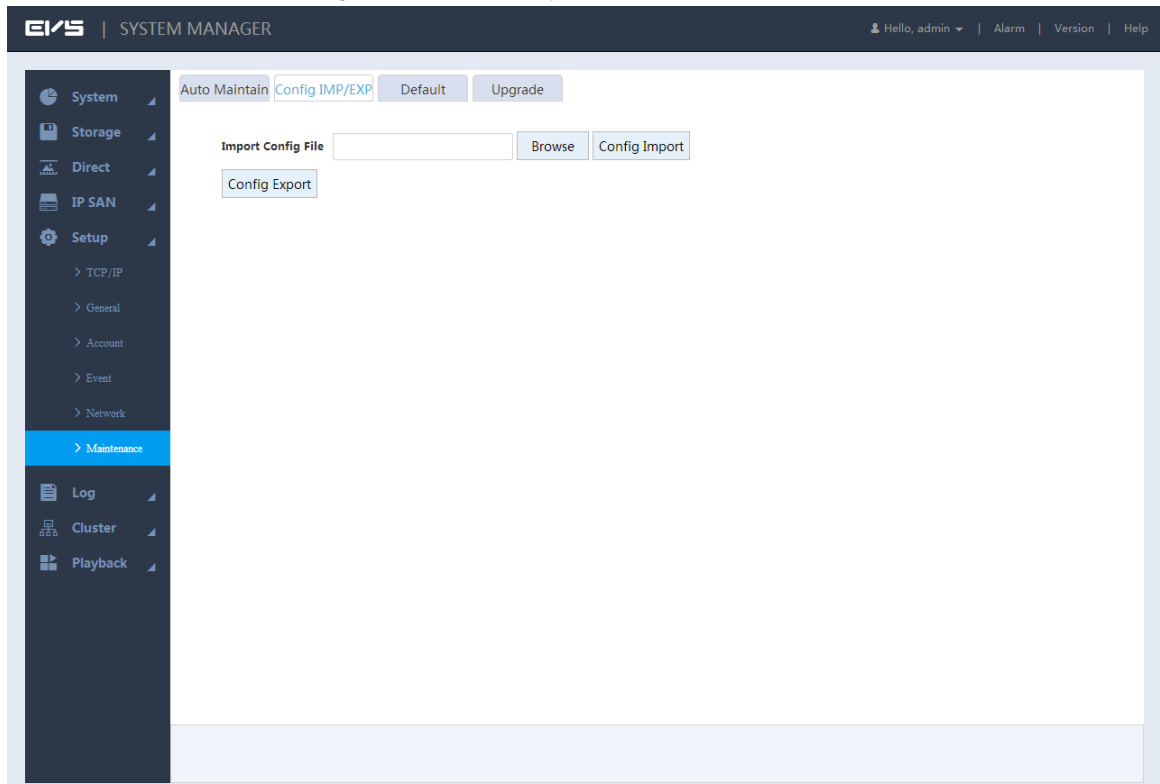 EVS | SYSTEM MANAGER
Hello, admin | Alarm | Version | Help
System
Storage
Direct
IP SAN
Setup
> TCP/IP
> General
> Account
> Event
> Network
> Maintenance
Log
Cluster
Playback
Auto Maintain Config IMP/EXP Default Upgrade
Import Config File Browse Config Import
Config Export